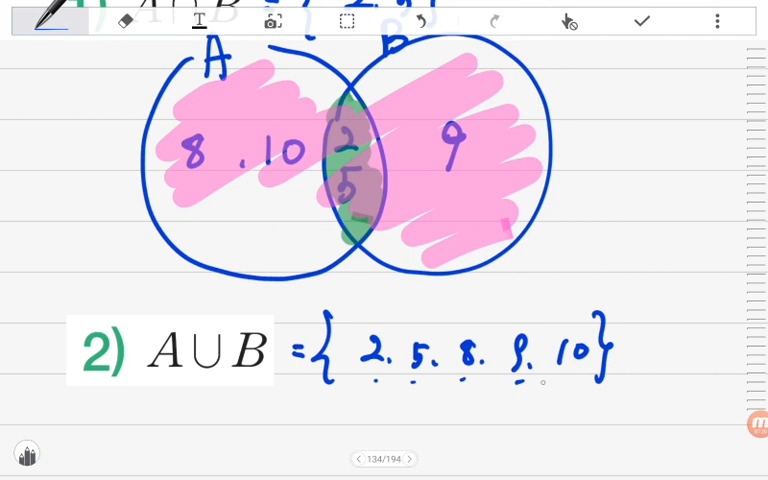 A B
8 . 10 2 9
5
2) A∪B = { 2. 5. 8. 9. 10}
134/194